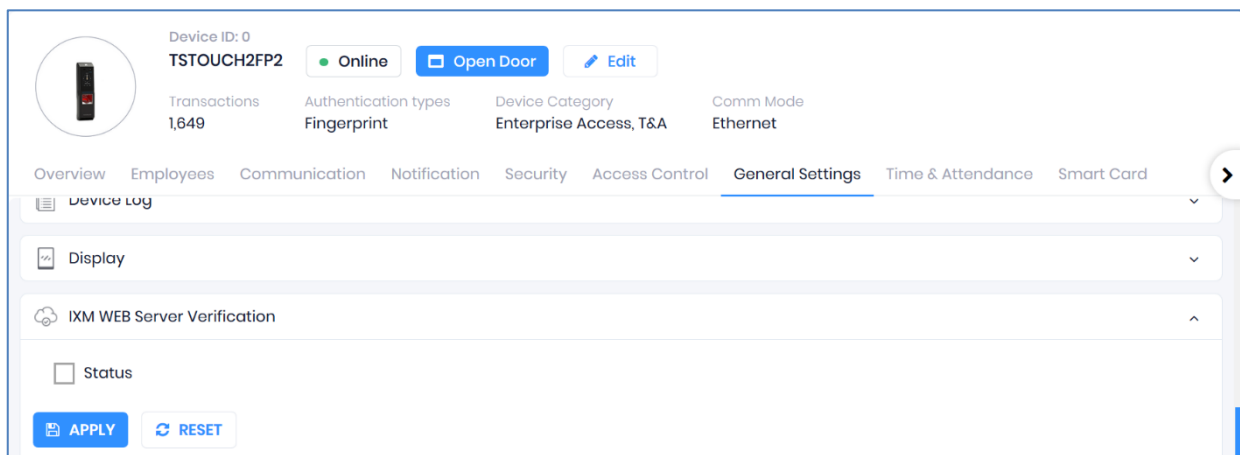 Device ID: 0
TSTOUCH2FP2 Online Open Door Edit
Transactions Authentication types Device Category Comm Mode
1,649 Fingerprint Enterprise Access, T&A Ethernet
Overview Employees Communication Notification Security Access Control General Settings Time & Attendance Smart Card
Device Log
Display
IXM WEB Server Verification
Status
APPLY RESET